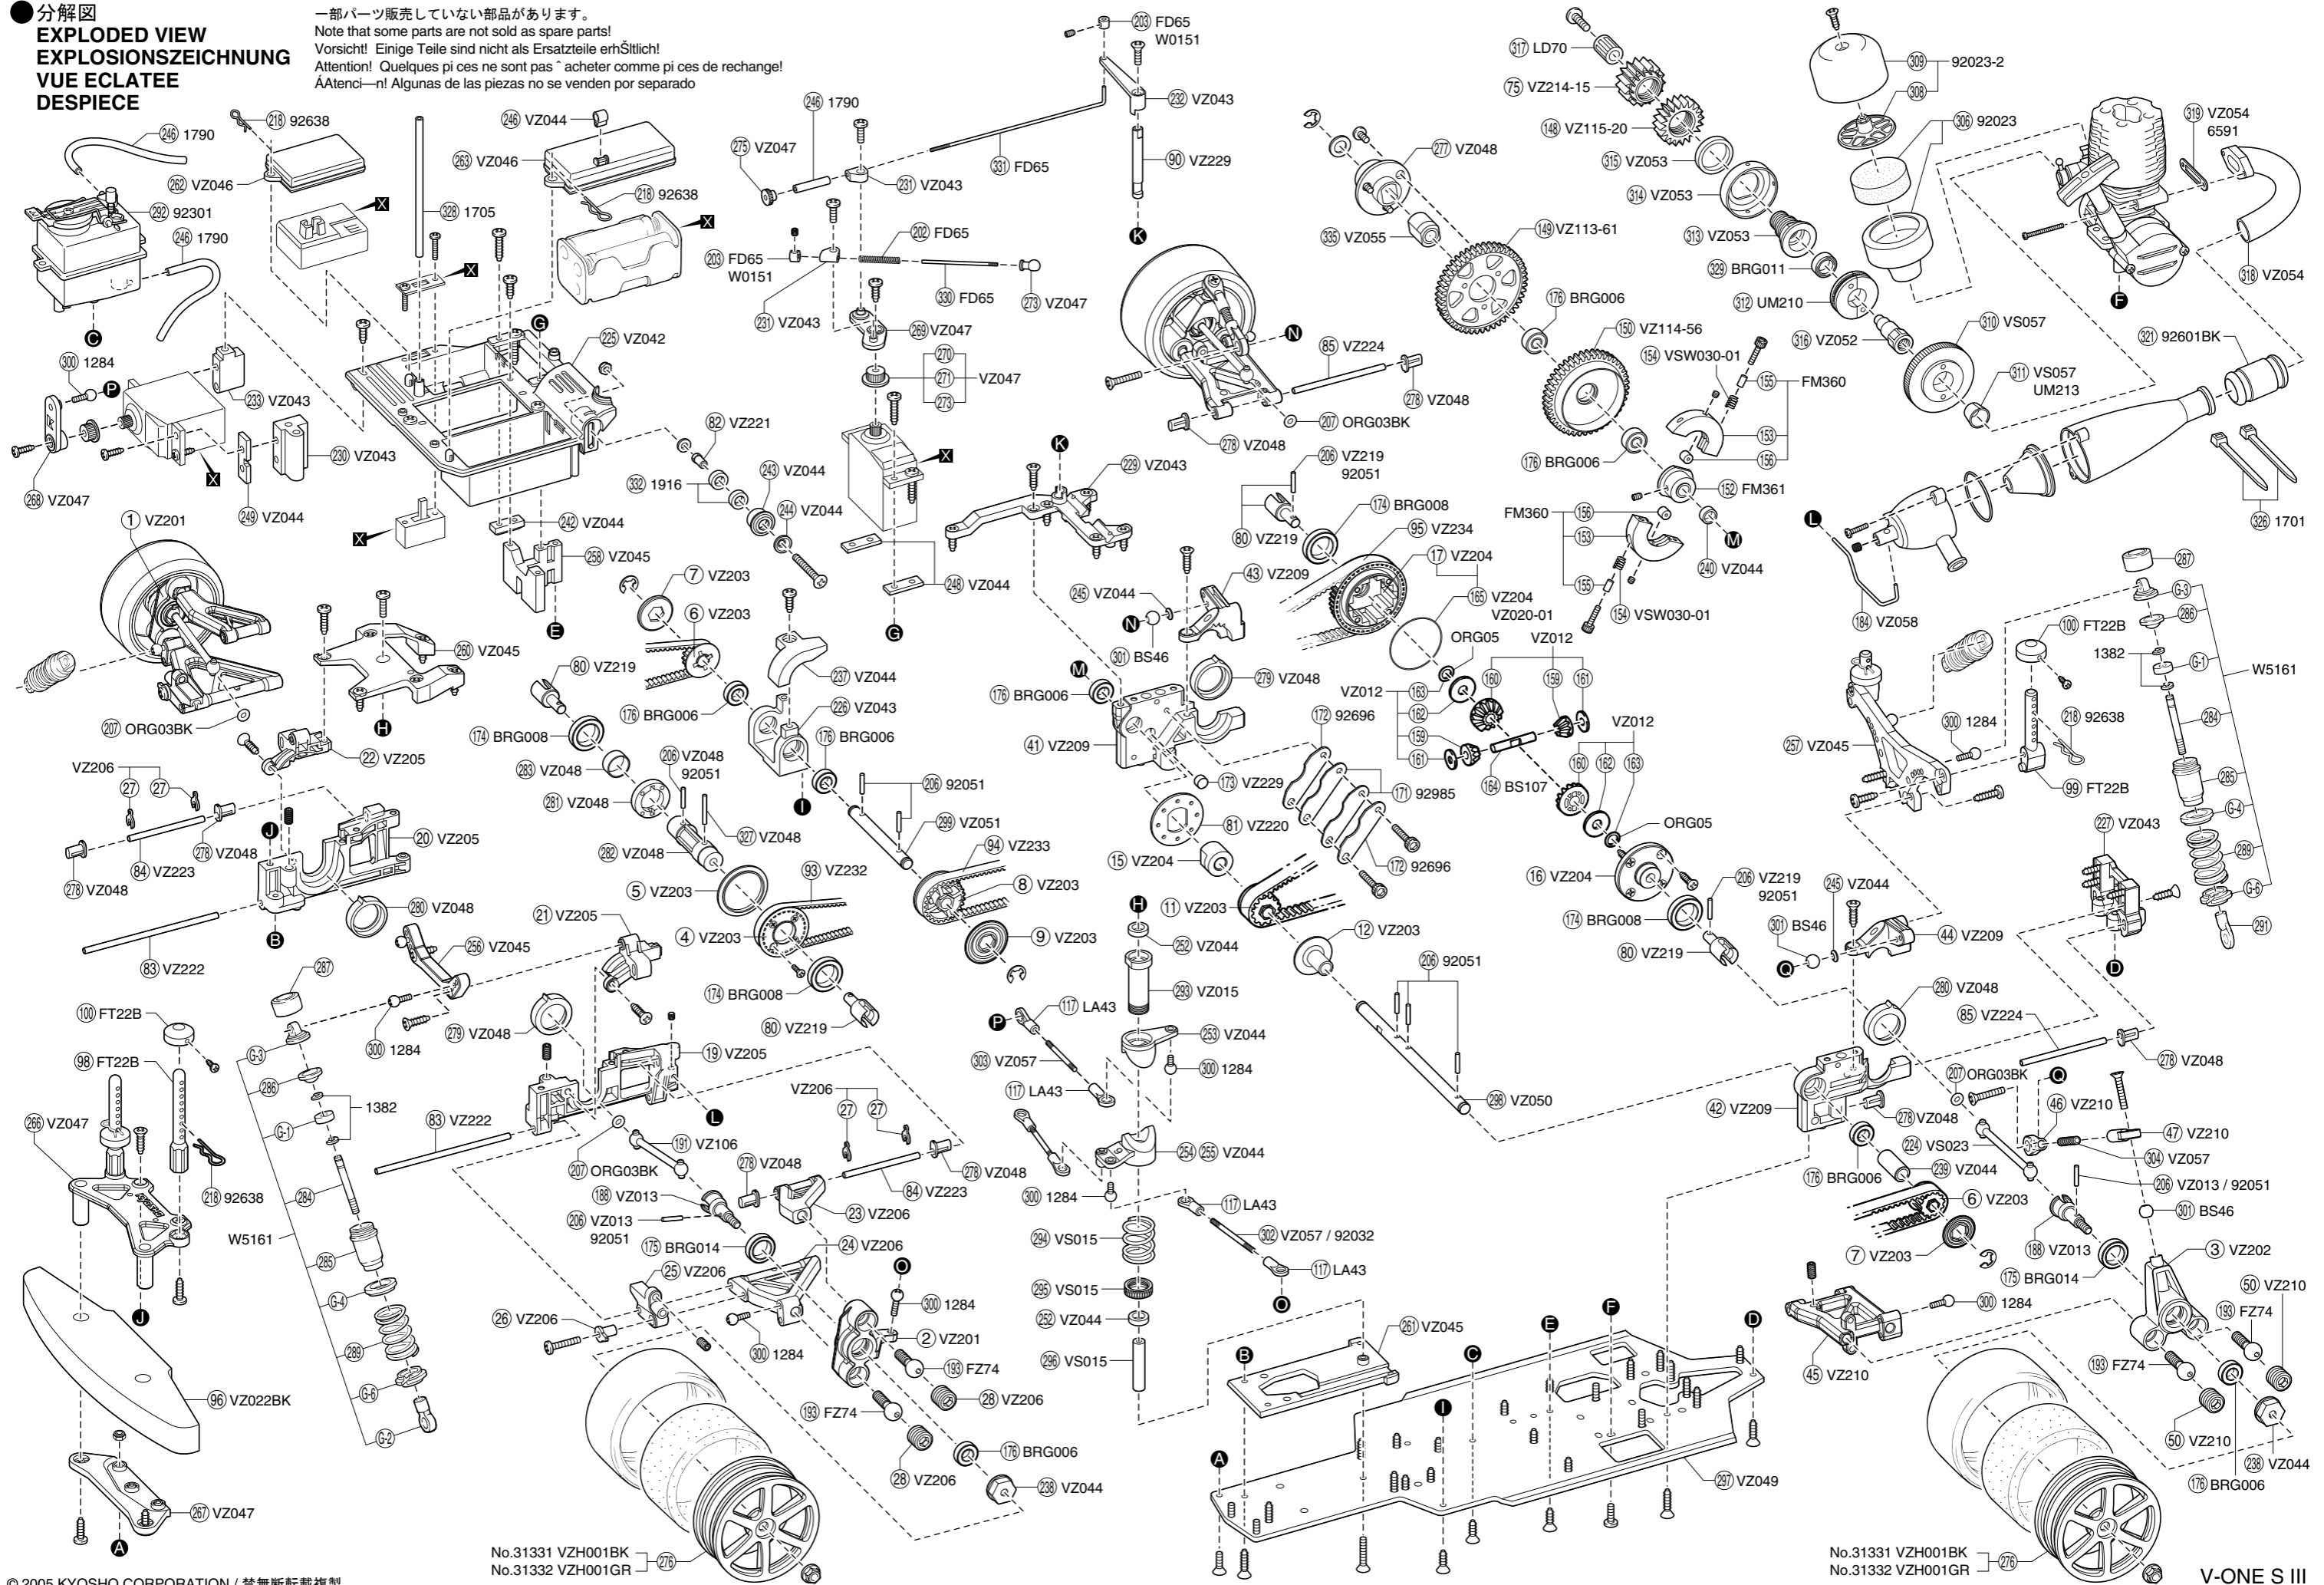 ●分解図
EXPLODED VIEW
EXPLOSIONSZEICHNUNG
VUE ECLATEE
DESPIECE
一部パーツ販売していない部品があります。
Note that some parts are not sold as spare parts!
Vorsicht! Einige Teile sind nicht als Ersatzteile erhŠltlich!
Attention! Quelques pi ces ne sont pas ˆ acheter comme pi ces de rechange!
ÁAtenci—n! Algunas de las piezas no se venden por separado
246 1790
218 92638
262 VZ046
292 92301
246 1790
C
300 1284
P
233 VZ043
230 VZ043
268 VZ047
249 VZ044
X
328 1705
X
X
246 VZ044
263 VZ046
218 92638
X
G
225 VZ042
X
242 VZ044
258 VZ045
E
82 VZ221
332 1916
243 VZ044
244 VZ044
203 FD65
W0151
232 VZ043
90 VZ229
K
246 1790
275 VZ047
231 VZ043
331 FD65
203 FD65
W0151
202 FD65
231 VZ043
330 FD65
273 VZ047
269 VZ047
270
271 VZ047
273
X
248 VZ044
G
317 LD70
75 VZ214-15
148 VZ115-20
315 VZ053
314 VZ053
313 VZ053
329 BRG011
312 UM210
316 VZ052
310 VS057
311 VS057
UM213
309 92023-2
308
306 92023
319 VZ054
6591
318 VZ054
F
321 92601BK
326 1701
L
184 VZ058
277 VZ048
335 VZ055
149 VZ113-61
176 BRG006
150 VZ114-56
154 VSW030-01
155 FM360
153
156
176 BRG006
152 FM361
M
240 VZ044
FM360 156
153
155
154 VSW030-01
N
85 VZ224
278 VZ048
278 VZ048
207 ORG03BK
K
229 VZ043
206 VZ219
92051
80 VZ219
174 BRG008
95 VZ234
17 VZ204
165 VZ204
VZ020-01
ORG05
VZ012
160
159
161
VZ012 163
162
159
161
164 BS107
VZ012
160
162
163
ORG05
43 VZ209
245 VZ044
N
301 BS46
M
176 BRG006
279 VZ048
41 VZ209
172 92696
173 VZ229
171 92985
172 92696
81 VZ220
15 VZ204
16 VZ204
206 VZ219
92051
174 BRG008
80 VZ219
11 VZ203
12 VZ203
206 92051
298 VZ050
1 VZ201
207 ORG03BK
260 VZ045
H
22 VZ205
VZ206
27
27
278 VZ048
84 VZ223
278 VZ048
J
20 VZ205
280 VZ048
B
83 VZ222
256 VZ045
300 1284
7 VZ203
6 VZ203
80 VZ219
176 BRG006
174 BRG008
237 VZ044
226 VZ043
176 BRG006
I
283 VZ048
281 VZ048
206 VZ048
92051
327 VZ048
282 VZ048
206 92051
299 VZ051
94 VZ233
8 VZ203
9 VZ203
5 VZ203
93 VZ232
4 VZ203
174 BRG008
80 VZ219
21 VZ205
279 VZ048
19 VZ205
L
83 VZ222
207 ORG03BK
191 VZ106
VZ206
27
27
278 VZ048
84 VZ223
278 VZ048
188 VZ013
206 VZ013
92051
23 VZ206
175 BRG014
24 VZ206
25 VZ206
26 VZ206
300 1284
O
300 1284
2 VZ201
193 FZ74
28 VZ206
193 FZ74
28 VZ206
176 BRG006
238 VZ044
No.31331 VZH001BK
No.31332 VZH001GR
276
100 FT22B
98 FT22B
266 VZ047
218 92638
J
96 VZ022BK
267 VZ047
A
287
G-3
286
1382
G-1
284
W5161
285
G-4
289
G-6
G-2
H
252 VZ044
293 VZ015
P
117 LA43
303 VZ057
117 LA43
253 VZ044
300 1284
254 255 VZ044
300 1284
117 LA43
302 VZ057 / 92032
117 LA43
O
294 VS015
295 VS015
252 VZ044
296 VS015
261 VZ045
A
B
I
C
E
F
D
297 VZ049
287
G-3
286
1382
G-1
W5161
284
285
G-4
289
G-6
291
100 FT22B
218 92638
300 1284
257 VZ045
99 FT22B
227 VZ043
D
245 VZ044
301 BS46
Q
44 VZ209
280 VZ048
85 VZ224
278 VZ048
207 ORG03BK
Q
42 VZ209
278 VZ048
46 VZ210
47 VZ210
224 VS023
304 VZ057
176 BRG006
239 VZ044
6 VZ203
7 VZ203
206 VZ013 / 92051
301 BS46
188 VZ013
175 BRG014
3 VZ202
50 VZ210
193 FZ74
300 1284
45 VZ210
193 FZ74
50 VZ210
238 VZ044
176 BRG006
No.31331 VZH001BK
No.31332 VZH001GR
276
© 2005 KYOSHO CORPORATION / 禁無断転載複製
V-ONE S III